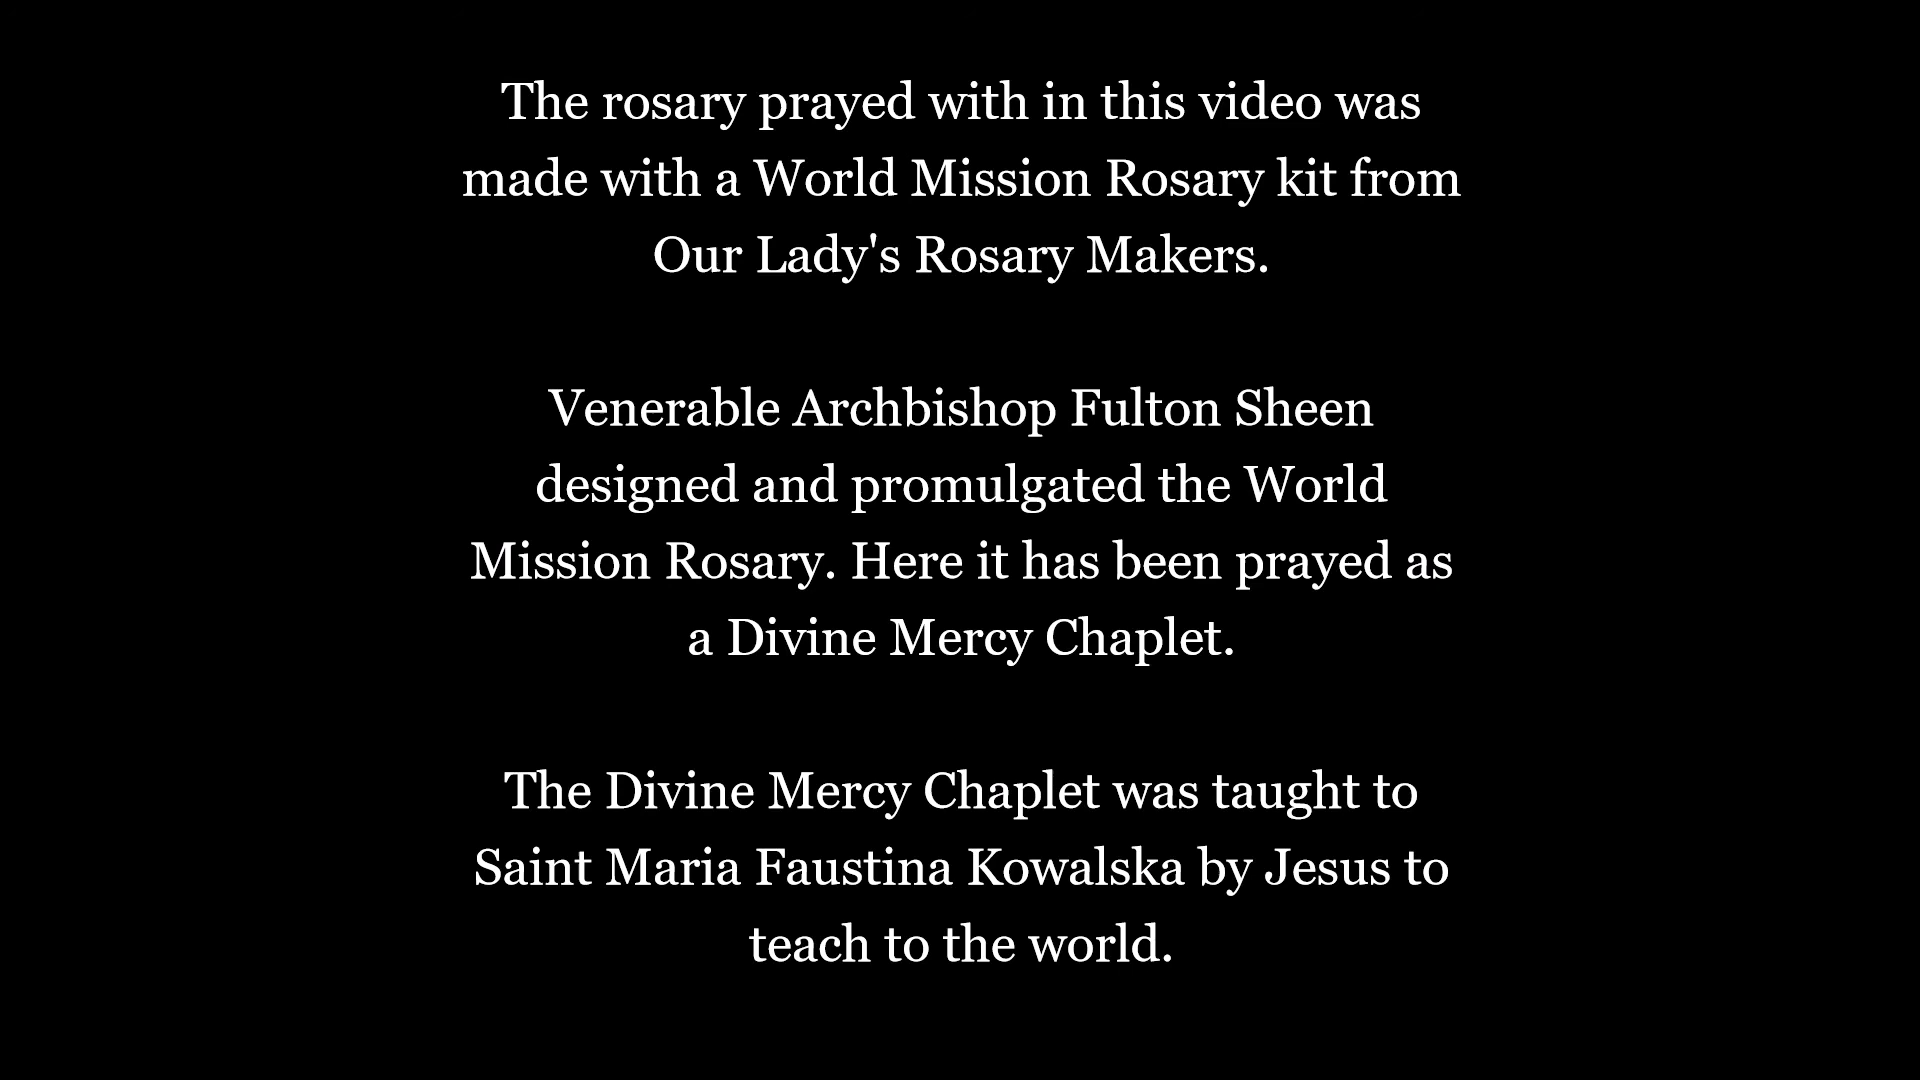 The rosary prayed with in this video was
made with a World Mission Rosary kit from
Our Lady's Rosary Makers.
Venerable Archbishop Fulton Sheen
designed and promulgated the World
Mission Rosary. Here it has been prayed as
a Divine Mercy Chaplet.
The Divine Mercy Chaplet was taught to
Saint Maria Faustina Kowalska by Jesus to
teach to the world.